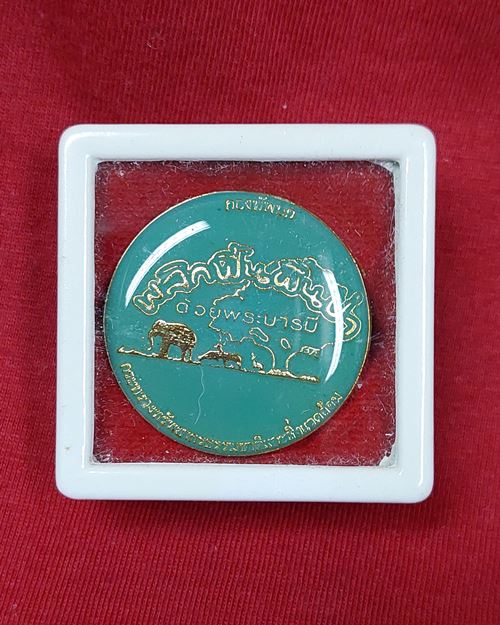 กองทัพบก
พลิกฟื้นผืนป่า
ด้วยพระบารมี
กระทรวงทรัพยากรธรรมชาติและสิ่งแวดล้อม